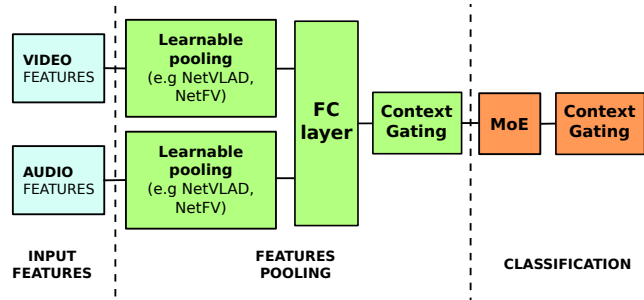 VIDEO
FEATURES
Learnable
pooling
(e.g NetVLAD,
NetFV)
AUDIO
FEATURES
Learnable
pooling
(e.g NetVLAD,
NetFV)
FC
layer
Context
Gating
MoE
Context
Gating
INPUT
FEATURES
FEATURES
POOLING
CLASSIFICATION